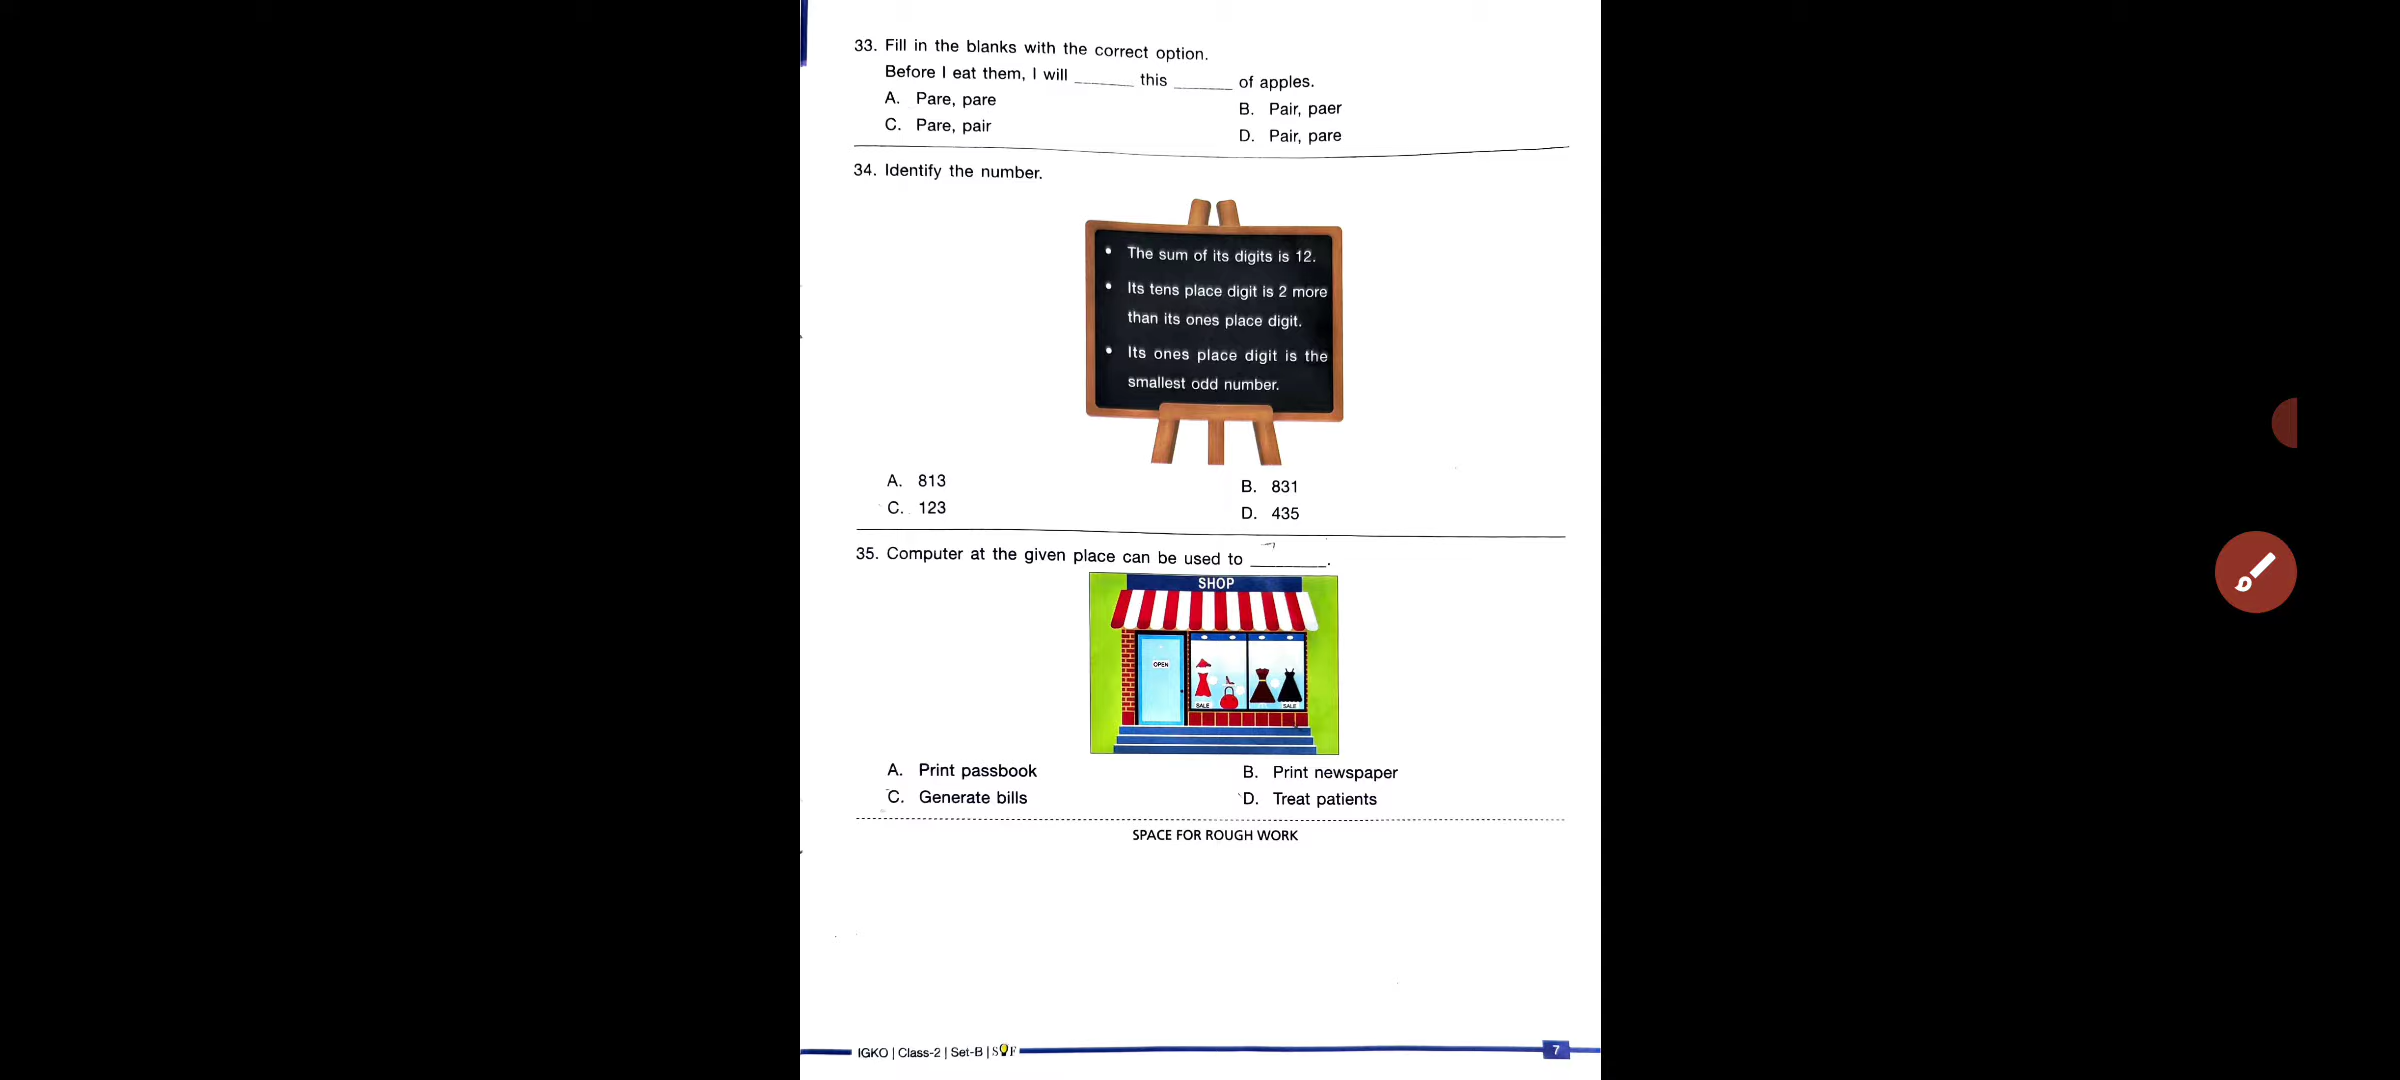 33. Fill in the blanks with the correct option.
Before I eat them, I will ______ this ______ of apples.
A. Pare, pare
B. Pair, paer
C. Pare, pair
D. Pair, pare
34. Identify the number.
• The sum of its digits is 12.
• Its tens place digit is 2 more
than its ones place digit.
• Its ones place digit is the
smallest odd number.
A. 813
B. 831
C. 123
D. 435
35. Computer at the given place can be used to ________.
SHOP
OPEN
SALE
SALE
A. Print passbook
B. Print newspaper
C. Generate bills
D. Treat patients
SPACE FOR ROUGH WORK
IGKO | Class-2 | Set-B | SOF
7